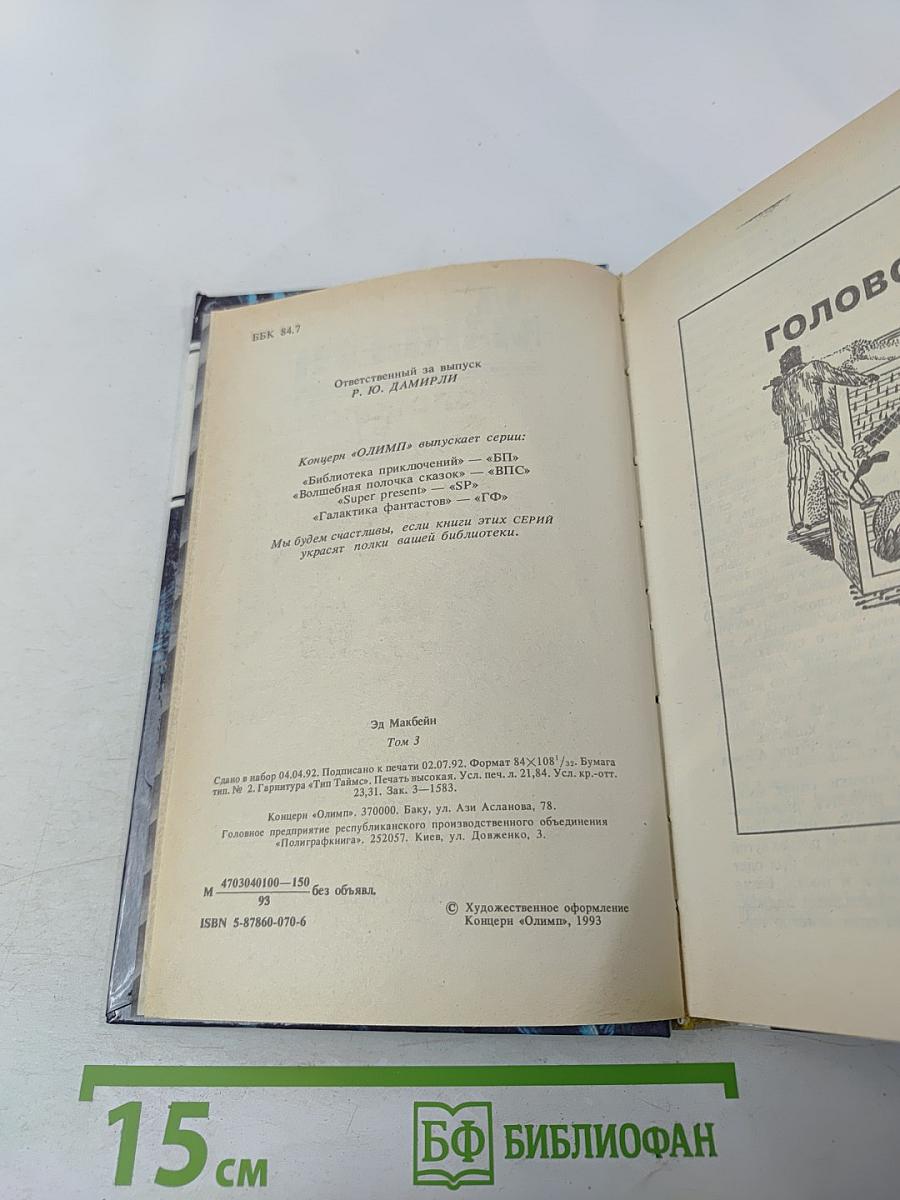 ББК 84.7
Ответственный за выпуск
Р. Ю. ДАМИРЛИ
Концерн «ОЛИМП» выпускает серии:
«Библиотека приключений» — «БП»
«Волшебная полочка сказок» — «ВПС»
«Super present» — «SP»
«Галактика фантастов» — «ГФ»
Мы будем счастливы, если книги этих СЕРИЙ
украсят полки вашей библиотеки.
Эд Макбейн
Том 3
Сдано в набор 04.04.92. Подписано к печати 02.07.92. Формат 84×108¹/₃₂. Бумага
тип. № 2. Гарнитура «Тип Таймс». Печать высокая. Усл. печ. л. 21,84. Усл. кр.-отт.
23,31. Зак. 3—1583.
Концерн «Олимп». 370000. Баку, ул. Ази Асланова, 78.
Головное предприятие республиканского производственного объединения
«Полиграфкнига». 252057. Киев, ул. Довженко, 3.
М 4703040100—150 без объявл.
93
ISBN 5-87860-070-6
© Художественное оформление
Концерн «Олимп», 1993
ГОЛОВО
15 см
БФ БИБЛИОФАН